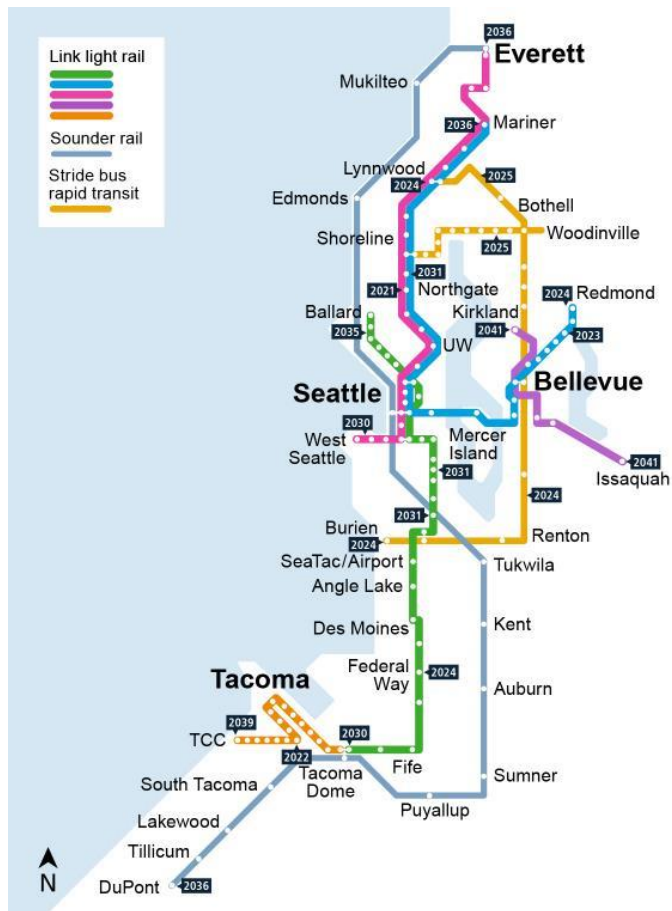 Link light rail
Sounder rail
Stride bus
rapid transit
2036
Everett
Mukilteo
2036
Mariner
Lynnwood
2024
2025
Edmonds
Bothell
Shoreline
2025
Woodinville
2031
2021
Northgate
2024
Redmond
Ballard
Kirkland
2035
2041
2023
UW
Seattle
Bellevue
2030
West
Seattle
Mercer
Island
2031
2041
Issaquah
2024
2031
Burien
2024
Renton
SeaTac/Airport
Tukwila
Angle Lake
Des Moines
Kent
Federal
Way
2024
Tacoma
Auburn
2039
TCC
2030
2022
Tacoma
Dome
Fife
South Tacoma
Sumner
Puyallup
Lakewood
Tillicum
DuPont
2036
N